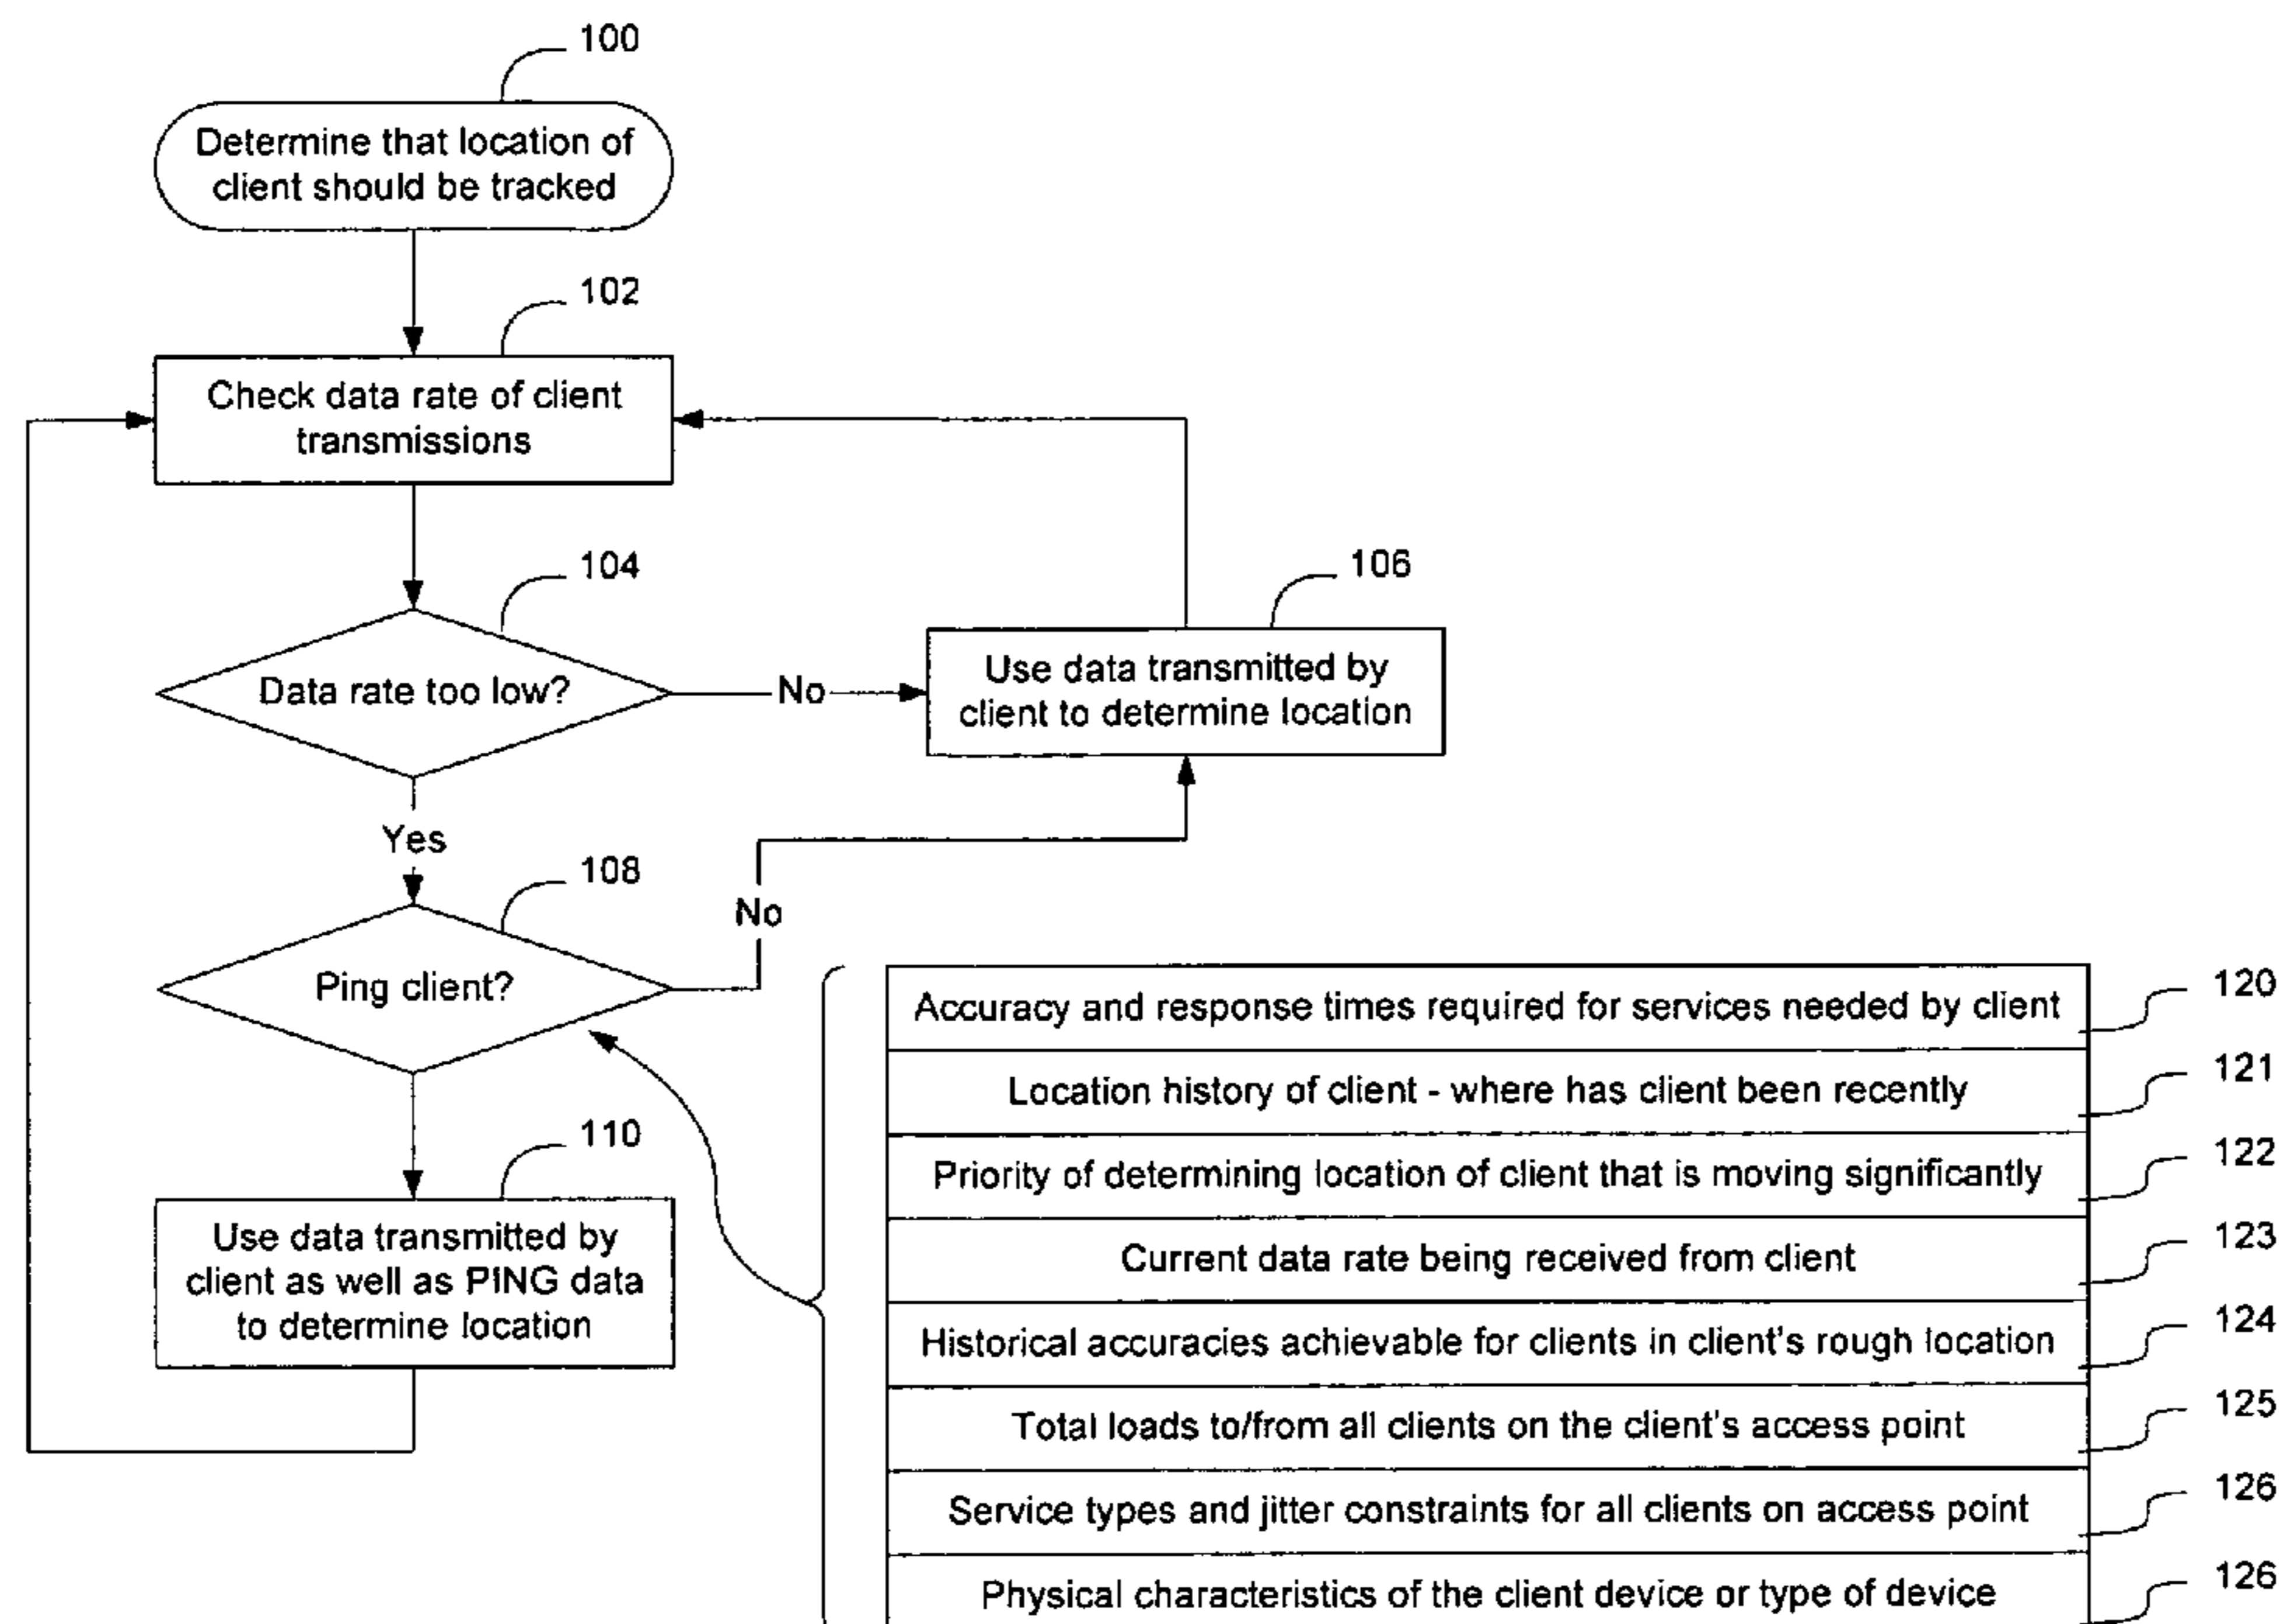 100
Determine that location of
client should be tracked
102
Check data rate of client
transmissions
104
Data rate too low?
No
106
Use data transmitted by
client to determine location
Yes
108
Ping client?
No
110
Use data transmitted by
client as well as PING data
to determine location
Accuracy and response times required for services needed by client
120
Location history of client - where has client been recently
121
Priority of determining location of client that is moving significantly
122
Current data rate being received from client
123
Historical accuracies achievable for clients in client's rough location
124
Total loads to/from all clients on the client's access point
125
Service types and jitter constraints for all clients on access point
126
Physical characteristics of the client device or type of device
126